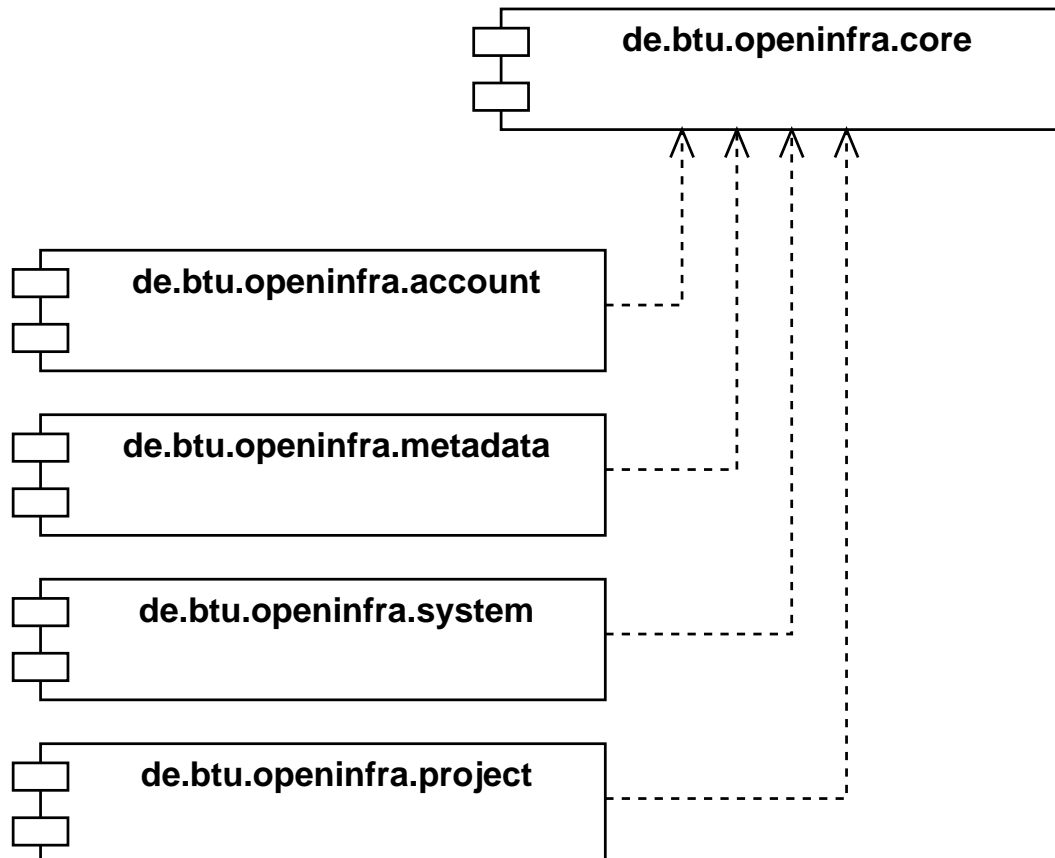 de.btu.openinfra.core
de.btu.openinfra.account
de.btu.openinfra.metadata
de.btu.openinfra.system
de.btu.openinfra.project